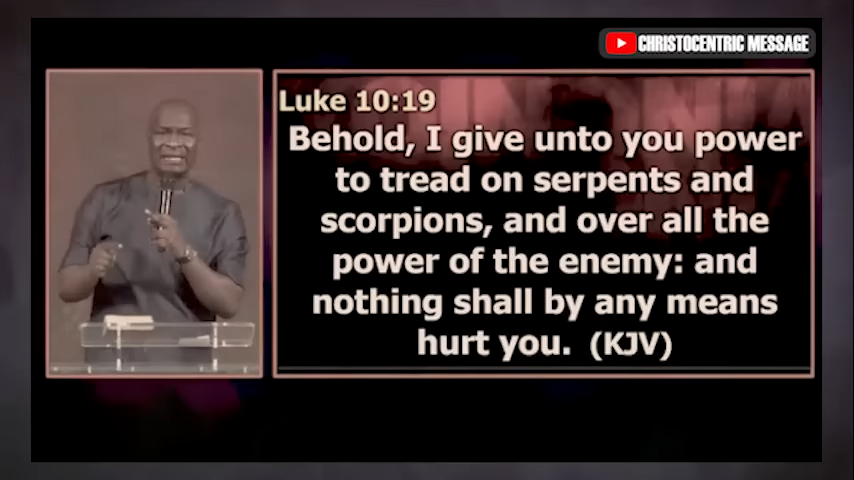 CHRISTOCENTRIC MESSAGE
Luke 10:19
Behold, I give unto you power
to tread on serpents and
scorpions, and over all the
power of the enemy: and
nothing shall by any means
hurt you. (KJV)